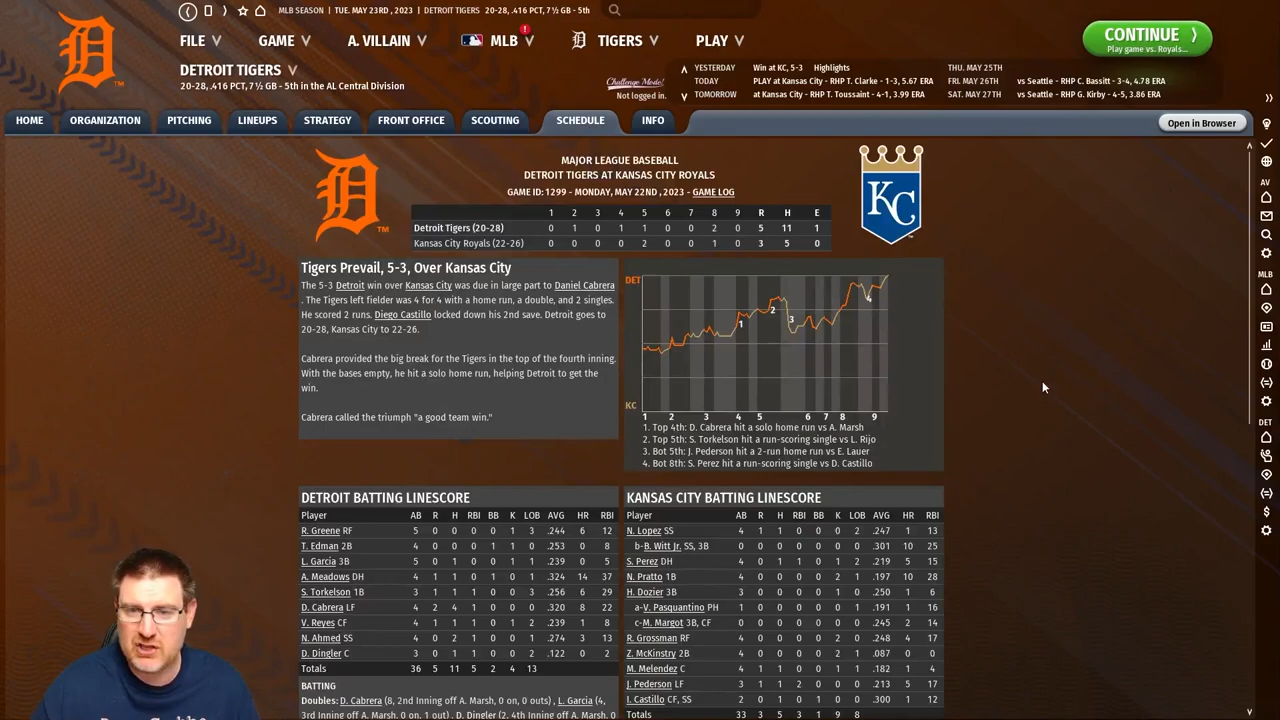 MLB SEASON | TUE. MAY 23RD , 2023 | DETROIT TIGERS 20-28, .416 PCT, 7 ½ GB - 5th
FILE GAME A. VILLAIN MLB TIGERS PLAY
CONTINUE
Play game vs. Royals...
DETROIT TIGERS
20-28, .416 PCT, 7 ½ GB - 5th in the AL Central Division
Challenge Mode!
Not logged in.
YESTERDAY Win at KC, 5-3 Highlights THU. MAY 25TH
TODAY PLAY at Kansas City - RHP T. Clarke - 1-3, 5.67 ERA FRI. MAY 26TH vs Seattle - RHP C. Bassitt - 3-4, 4.78 ERA
TOMORROW at Kansas City - RHP T. Toussaint - 4-1, 3.99 ERA SAT. MAY 27TH vs Seattle - RHP G. Kirby - 4-5, 3.86 ERA
HOME ORGANIZATION PITCHING LINEUPS STRATEGY FRONT OFFICE SCOUTING SCHEDULE INFO
Open in Browser
MAJOR LEAGUE BASEBALL
DETROIT TIGERS AT KANSAS CITY ROYALS
GAME ID: 1299 - MONDAY, MAY 22ND , 2023 - GAME LOG
1 2 3 4 5 6 7 8 9 R H E
Detroit Tigers (20-28) 0 1 0 1 1 0 0 2 0 5 11 1
Kansas City Royals (22-26) 0 0 0 0 2 0 0 1 0 3 5 0
KC
Tigers Prevail, 5-3, Over Kansas City
The 5-3 Detroit win over Kansas City was due in large part to Daniel Cabrera
. The Tigers left fielder was 4 for 4 with a home run, a double, and 2 singles.
He scored 2 runs. Diego Castillo locked down his 2nd save. Detroit goes to
20-28, Kansas City to 22-26.
Cabrera provided the big break for the Tigers in the top of the fourth inning.
With the bases empty, he hit a solo home run, helping Detroit to get the
win.
Cabrera called the triumph "a good team win."
DET
1 2 3 4
KC
1 2 3 4 5 6 7 8 9
1. Top 4th: D. Cabrera hit a solo home run vs A. Marsh
2. Top 5th: S. Torkelson hit a run-scoring single vs L. Rijo
3. Bot 5th: J. Pederson hit a 2-run home run vs E. Lauer
4. Bot 8th: S. Perez hit a run-scoring single vs D. Castillo
DETROIT BATTING LINESCORE
Player AB R H RBI BB K LOB AVG HR RBI
R. Greene RF 5 0 0 0 0 1 3 .244 6 12
T. Edman 2B 4 0 0 0 1 1 0 .253 0 8
L. Garcia 3B 5 0 1 0 0 0 0 .239 0 5
A. Meadows DH 4 1 1 0 1 0 1 .324 14 37
S. Torkelson 1B 3 1 1 1 0 0 3 .256 6 29
D. Cabrera LF 4 2 4 1 0 0 0 .320 8 22
V. Reyes CF 4 1 1 1 0 1 2 .239 1 8
N. Ahmed SS 4 0 2 1 0 0 1 .274 3 13
D. Dingler C 3 0 1 1 0 0 2 .122 0 2
Totals 36 5 11 5 2 4 13
BATTING
Doubles: D. Cabrera (8, 2nd Inning off A. Marsh, 0 on, 0 outs) , L. Garcia (4,
3rd Inning off A. Marsh, 0 on, 1 out) , D. Dingler (2, 4th Inning off A. Marsh, 0
KANSAS CITY BATTING LINESCORE
Player AB R H RBI BB K LOB AVG HR RBI
N. Lopez SS 4 1 1 0 0 0 2 .247 1 13
b-B. Witt Jr. SS, 3B 0 0 0 0 0 0 0 .301 10 25
S. Perez DH 4 0 1 1 0 2 1 .219 5 15
N. Pratto 1B 4 0 0 0 0 2 1 .197 10 28
H. Dozier 3B 3 0 0 0 0 1 0 .250 1 6
a-V. Pasquantino PH 1 0 0 0 0 0 1 .191 1 16
c-M. Margot 3B, CF 0 0 0 0 0 0 0 .245 2 14
R. Grossman RF 4 0 0 0 0 2 0 .248 4 17
Z. McKinstry 2B 4 0 0 0 0 2 1 .087 0 0
M. Melendez C 4 1 1 0 0 1 0 .182 1 4
J. Pederson LF 3 1 1 2 0 0 1 .213 5 17
I. Castillo CF, SS 2 0 1 0 1 0 1 .300 1 12
Totals 33 3 5 3 1 9 8
AV
MLB
DET